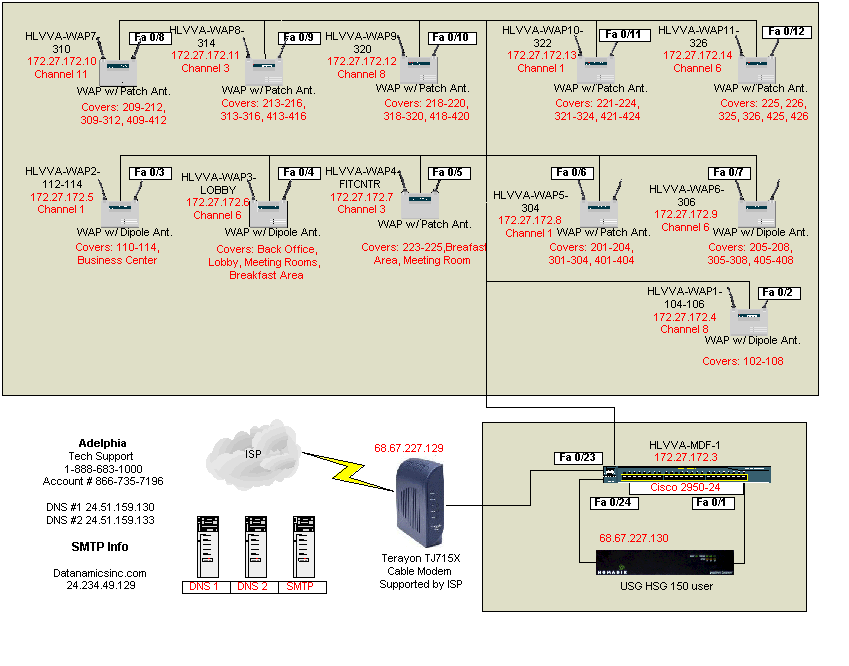 HLVVA-WAP7-
310
172.27.172.10
Channel 11
Fa 0/8
WAP w/ Patch Ant.
Covers: 209-212,
309-312, 409-412
HLVVA-WAP8-
314
172.27.172.11
Channel 3
Fa 0/9
WAP w/ Patch Ant.
Covers: 213-216,
313-316, 413-416
HLVVA-WAP9-
320
172.27.172.12
Channel 8
Fa 0/10
WAP w/ Patch Ant.
Covers: 218-220,
318-320, 418-420
HLVVA-WAP10-
322
172.27.172.13
Channel 1
Fa 0/11
WAP w/ Patch Ant.
Covers: 221-224,
321-324, 421-424
HLVVA-WAP11-
326
172.27.172.14
Channel 6
Fa 0/12
WAP w/ Patch Ant.
Covers: 225, 226,
325, 326, 425, 426
HLVVA-WAP2-
112-114
172.27.172.5
Channel 1
Fa 0/3
WAP w/ Dipole Ant.
Covers: 110-114,
Business Center
HLVVA-WAP3-
LOBBY
172.27.172.6
Channel 6
Fa 0/4
WAP w/ Dipole Ant.
Covers: Back Office,
Lobby, Meeting Rooms,
Breakfast Area
HLVVA-WAP4-
FITCNTR
172.27.172.7
Channel 3
Fa 0/5
WAP w/ Patch Ant.
Covers: 223-225,Breafast
Area, Meeting Room
HLVVA-WAP5-
304
172.27.172.8
Channel 1
Fa 0/6
WAP w/ Patch Ant.
Covers: 201-204,
301-304, 401-404
HLVVA-WAP6-
306
172.27.172.9
Channel 6
Fa 0/7
WAP w/ Dipole Ant.
Covers: 205-208,
305-308, 405-408
HLVVA-WAP1-
104-106
172.27.172.4
Channel 8
Fa 0/2
WAP w/ Dipole Ant.
Covers: 102-108
Adelphia
Tech Support
1-888-683-1000
Account # 866-735-7196
DNS #1 24.51.159.130
DNS #2 24.51.159.133
SMTP Info
Datanamicsinc.com
24.234.49.129
ISP
DNS 1
DNS 2
SMTP
68.67.227.129
Terayon TJ715X
Cable Modem
Supported by ISP
HLVVA-MDF-1
172.27.172.3
Fa 0/23
Cisco 2950-24
Fa 0/24
Fa 0/1
68.67.227.130
NOMADIX
USG HSG 150 user